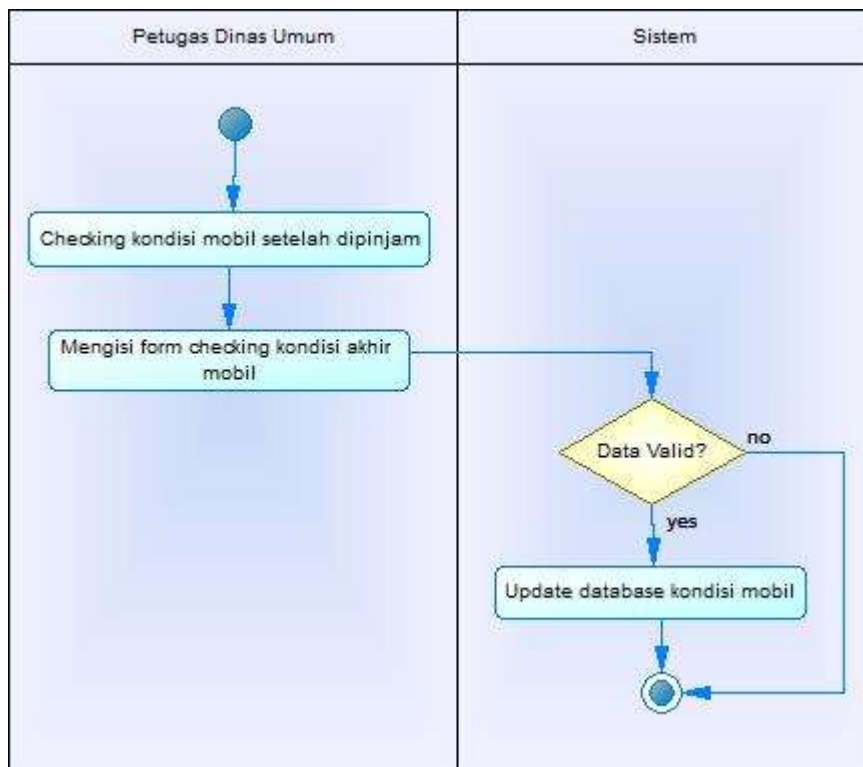 Petugas Dinas Umum
Sistem
Checking kondisi mobil setelah dipinjam
Mengisi form checking kondisi akhir
mobil
Data Valid?
no
yes
Update database kondisi mobil